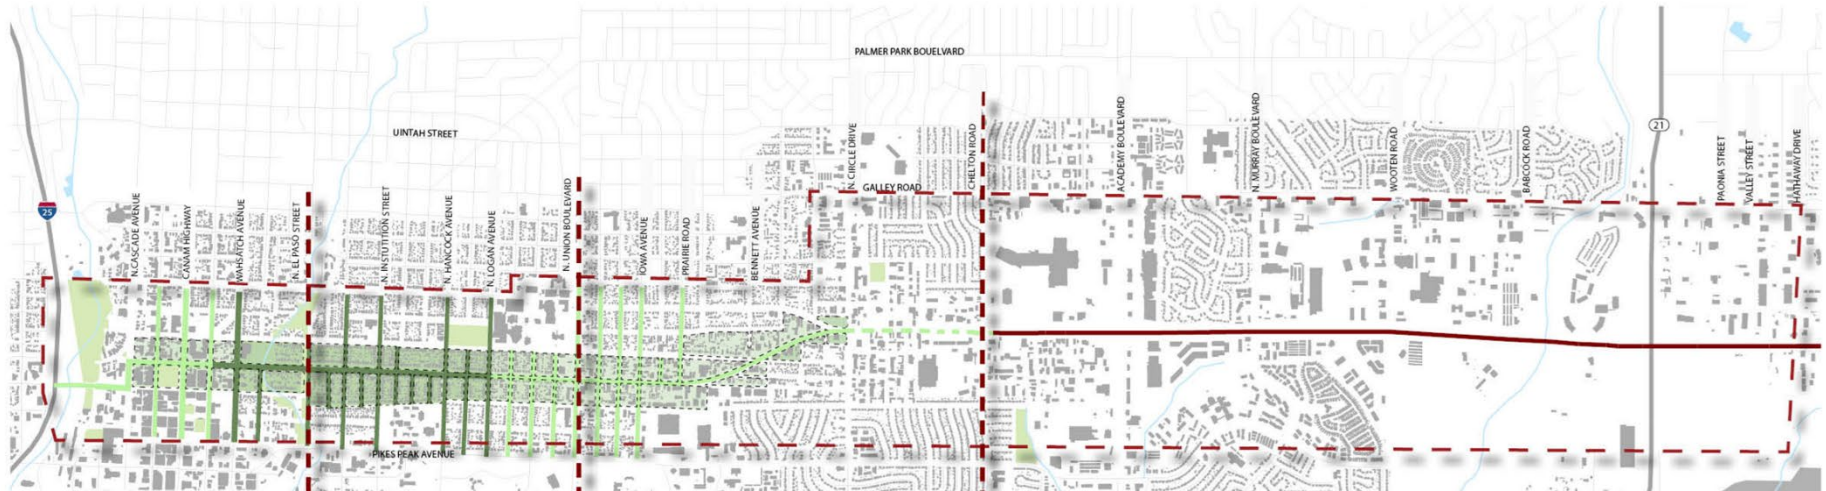 PALMER PARK BOUELVARD
UINTAH STREET
25
N.CASCADE AVENUE
CANAM HIGHWAY
WAHSATCH AVENUE
N. EL PASO STREET
N. INSTITUTION STREET
N. HANCOCK AVENUE
N. LOGAN AVENUE
N. UNION BOULEVARD
IOWA AVENUE
PRAIRIE ROAD
BENNETT AVENUE
N. CIRCLE DRIVE
GALLEY ROAD
CHELTON ROAD
ACADEMY BOULEVARD
N. MURRAY BOULEVARD
WOOTEN ROAD
BABCOCK ROAD
21
PAONIA STREET
VALLEY STREET
HATHAWAY DRIVE
PIKES PEAK AVENUE